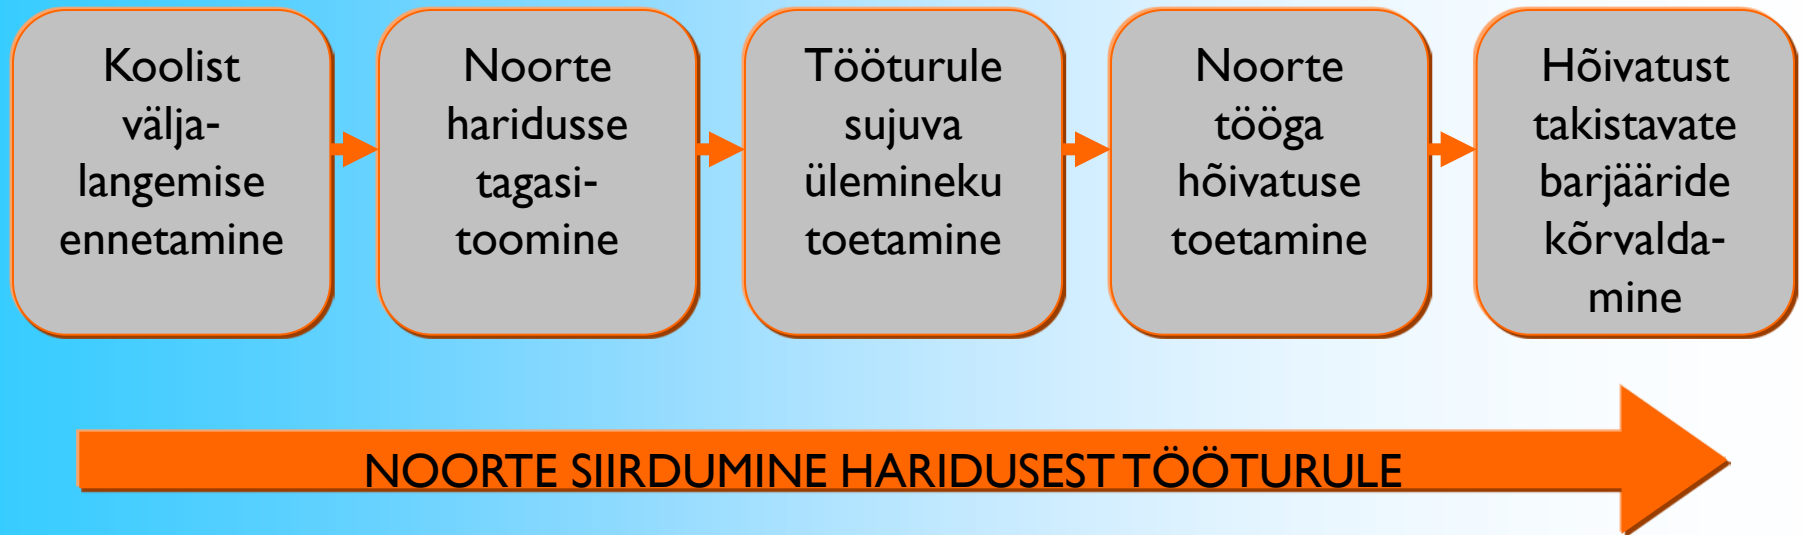 Koolist
välja-
langemise
ennetamine
Noorte
haridusse
tagasi-
toomine
Tööturule
sujuva
ülemineku
toetamine
Noorte
tööga
hõivatuse
toetamine
Hõivatust
takistavate
barjääride
kõrvalda-
mine
NOORTE SIIRDUMINE HARIDUSEST TÖÖTURULE